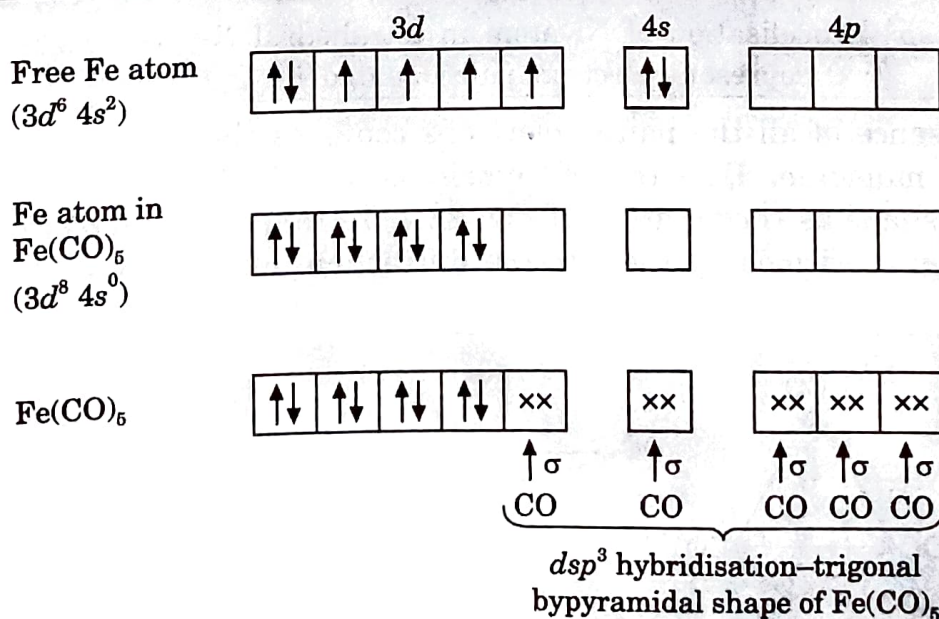 3d 4s 4p
Free Fe atom
(3d⁶ 4s²)
Fe atom in
Fe(CO)₅
(3d⁸ 4s⁰)
Fe(CO)₅ ×× ×× ×× ×× ××
σ σ σ σ σ
CO CO CO CO CO
dsp³ hybridisation–trigonal
bypyramidal shape of Fe(CO)₅